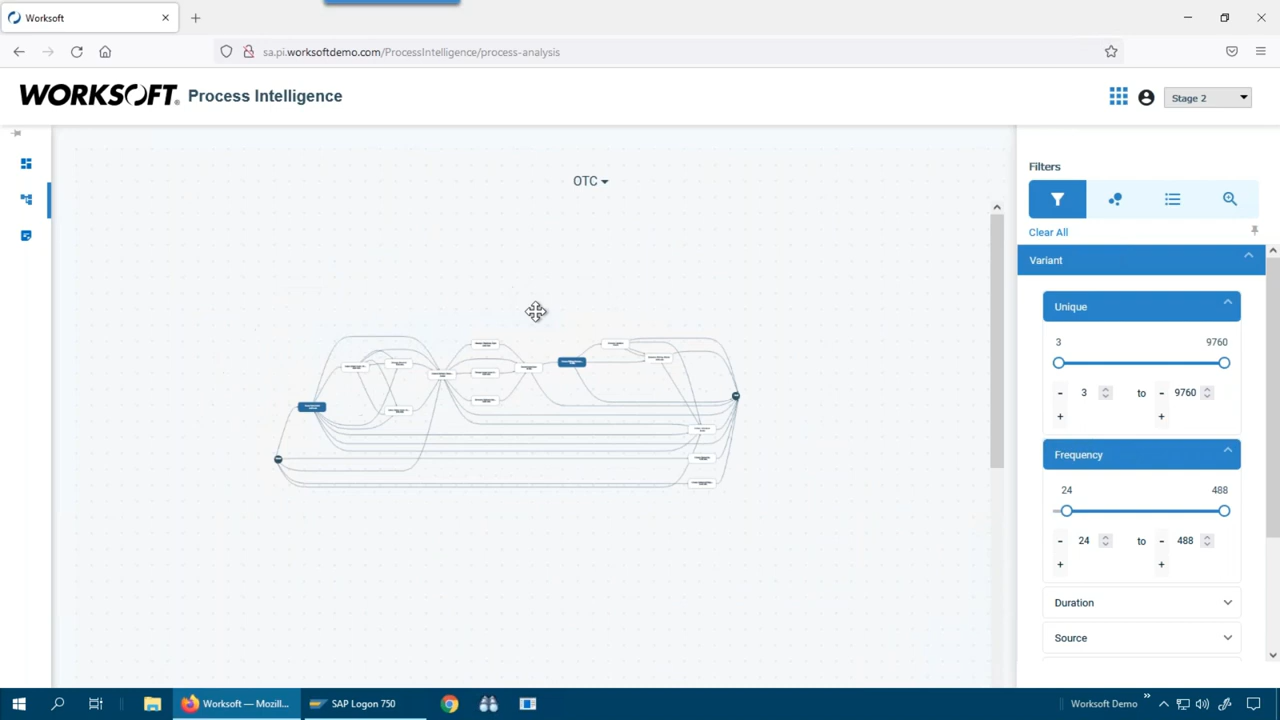 Worksoft
sa.pi.worksoftdemo.com/ProcessIntelligence/process-analysis
WORKSOFT. Process Intelligence
Stage 2
OTC
Filters
Clear All
Variant
Unique
3 9760
- 3 to - 9760
+ +
Frequency
24 488
- 24 to - 488
+ +
Duration
Source
Worksoft — Mozill...
SAP Logon 750
Worksoft Demo